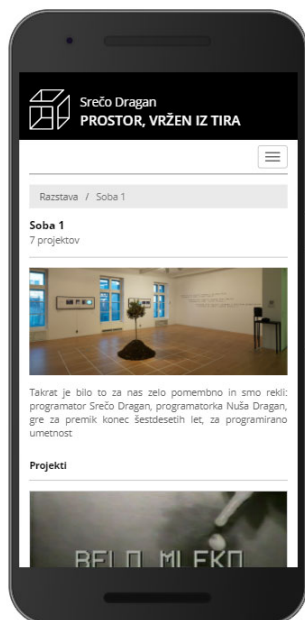 Srečo Dragan
PROSTOR, VRŽEN IZ TIRA
Razstava / Soba 1
Soba 1
7 projektov
Takrat je bilo to za nas zelo pomembno in smo rekli:
programator Srečo Dragan, programatorka Nuša Dragan,
gre za premik konec šestdesetih let, za programirano
umetnost
Projekti
BELO MLEKO